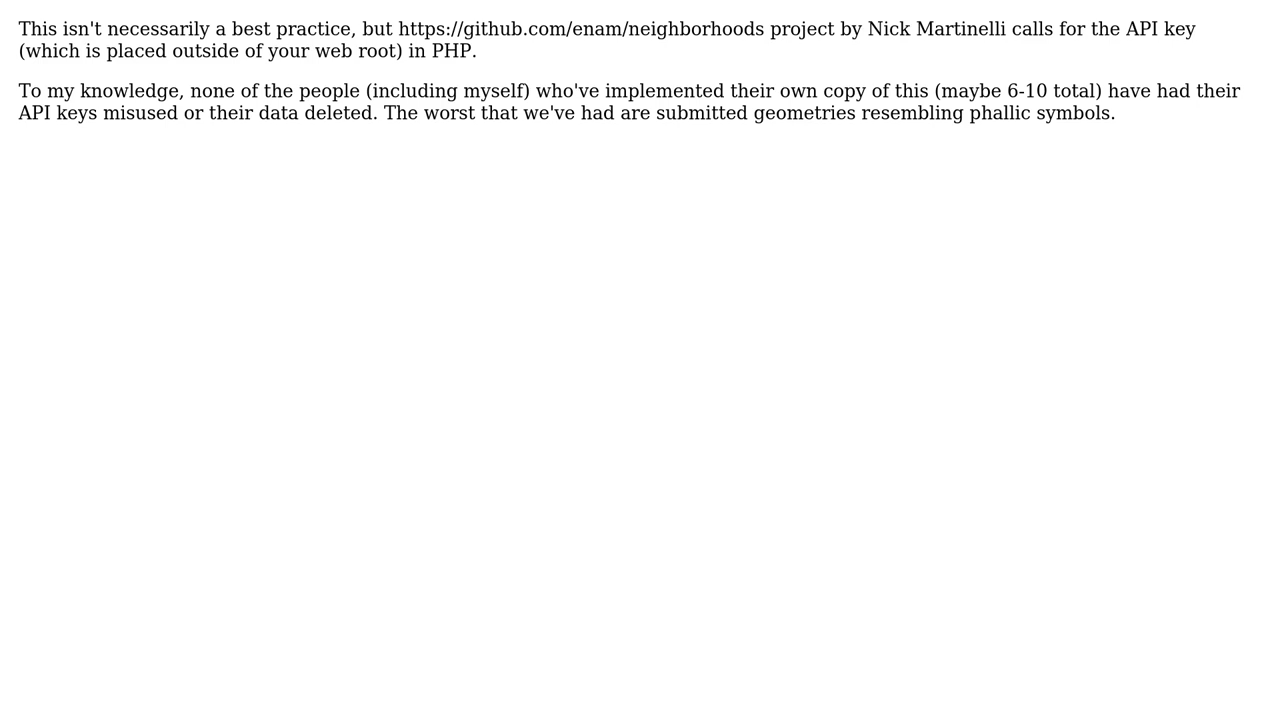 This isn't necessarily a best practice, but https://github.com/enam/neighborhoods project by Nick Martinelli calls for the API key
(which is placed outside of your web root) in PHP.
To my knowledge, none of the people (including myself) who've implemented their own copy of this (maybe 6-10 total) have had their
API keys misused or their data deleted. The worst that we've had are submitted geometries resembling phallic symbols.